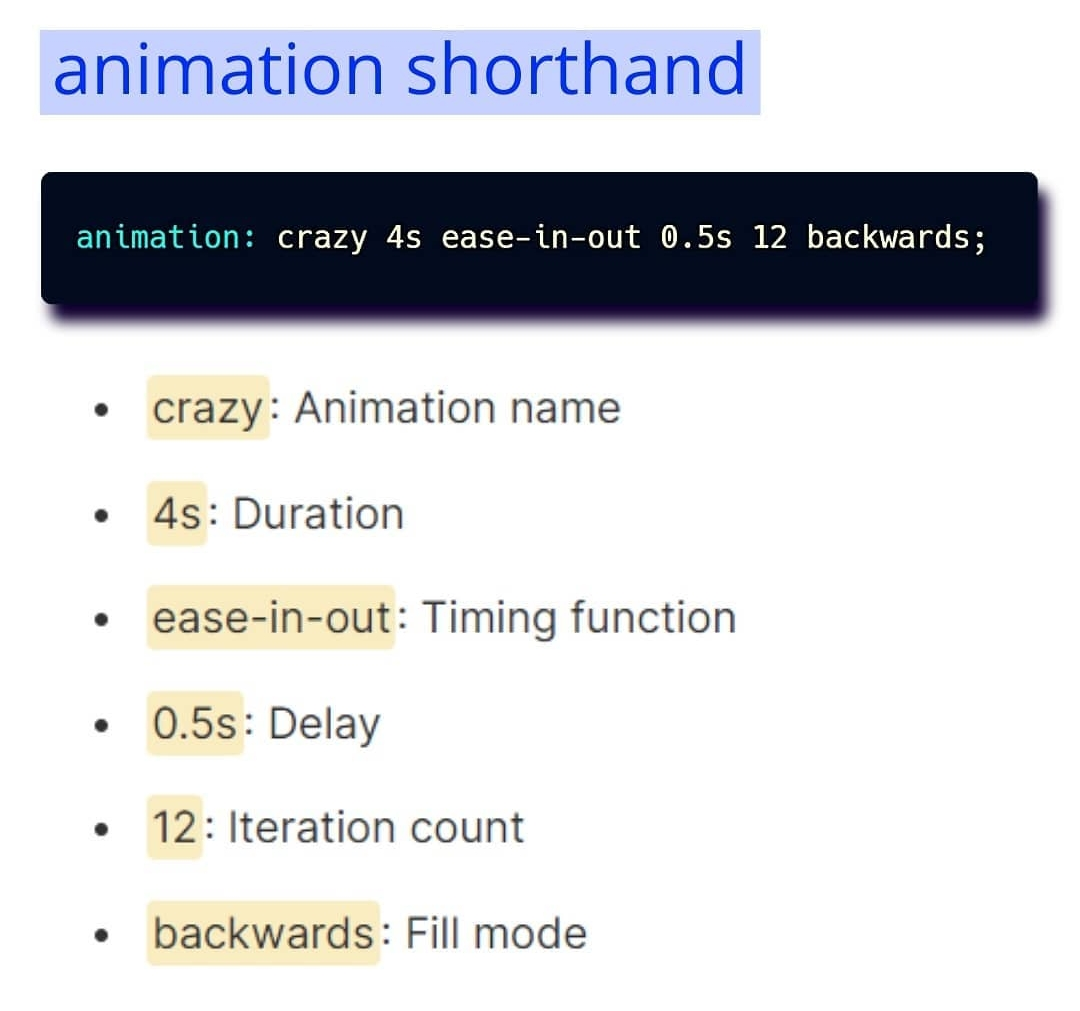 animation shorthand
animation: crazy 4s ease-in-out 0.5s 12 backwards;
crazy: Animation name
4s: Duration
ease-in-out: Timing function
0.5s: Delay
12: Iteration count
backwards: Fill mode